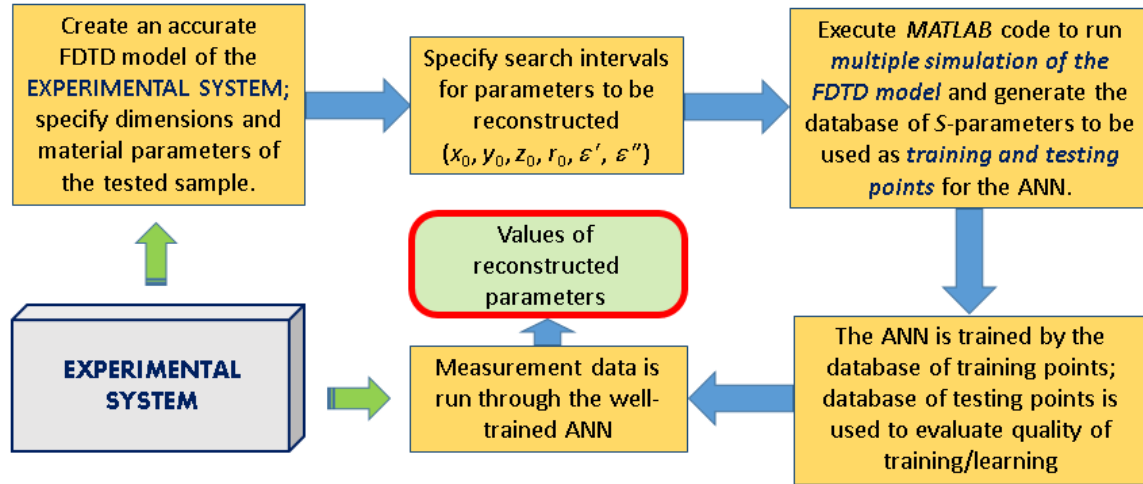 Create an accurate
FDTD model of the
EXPERIMENTAL SYSTEM;
specify dimensions and
material parameters of
the tested sample.
Specify search intervals
for parameters to be
reconstructed
(x₀, y₀, z₀, r₀, ε′, ε″)
Execute MATLAB code to run
multiple simulation of the
FDTD model and generate the
database of S-parameters to be
used as training and testing
points for the ANN.
Values of
reconstructed
parameters
EXPERIMENTAL
SYSTEM
Measurement data is
run through the well-
trained ANN
The ANN is trained by the
database of training points;
database of testing points is
used to evaluate quality of
training/learning